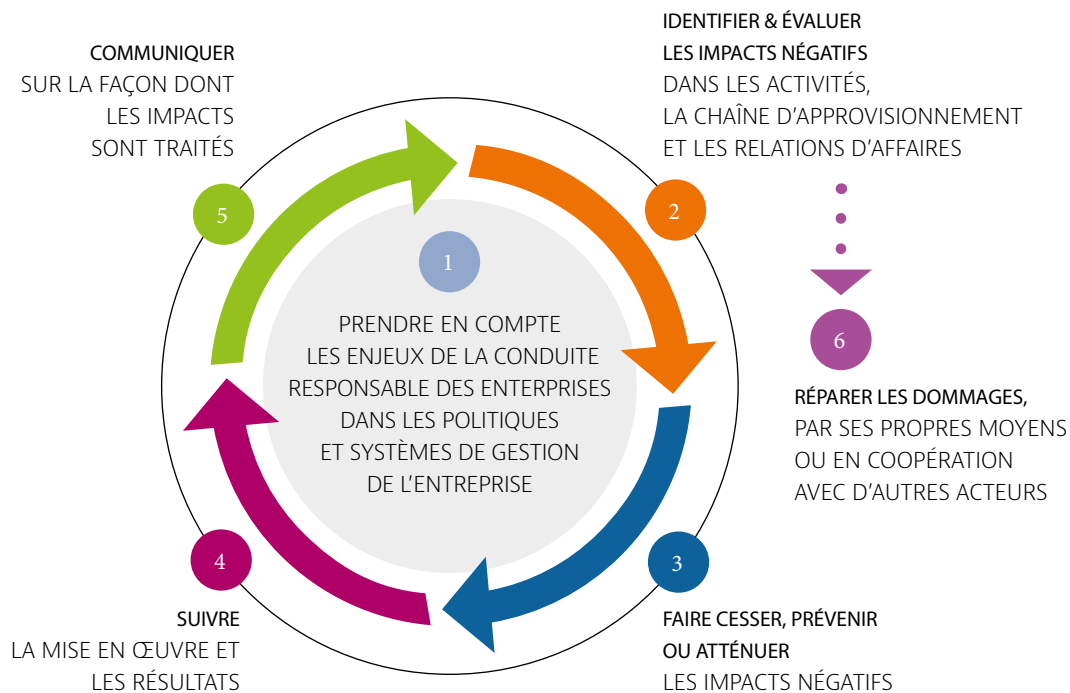 1
PRENDRE EN COMPTE
LES ENJEUX DE LA CONDUITE
RESPONSABLE DES ENTERPRISES
DANS LES POLITIQUES
ET SYSTÈMES DE GESTION
DE L'ENTREPRISE
2
IDENTIFIER & ÉVALUER
LES IMPACTS NÉGATIFS
DANS LES ACTIVITÉS,
LA CHAÎNE D'APPROVISIONNEMENT
ET LES RELATIONS D'AFFAIRES
3
FAIRE CESSER, PRÉVENIR
OU ATTÉNUER
LES IMPACTS NÉGATIFS
4
SUIVRE
LA MISE EN ŒUVRE ET
LES RÉSULTATS
5
COMMUNIQUER
SUR LA FAÇON DONT
LES IMPACTS
SONT TRAITÉS
6
RÉPARER LES DOMMAGES,
PAR SES PROPRES MOYENS
OU EN COOPÉRATION
AVEC D'AUTRES ACTEURS